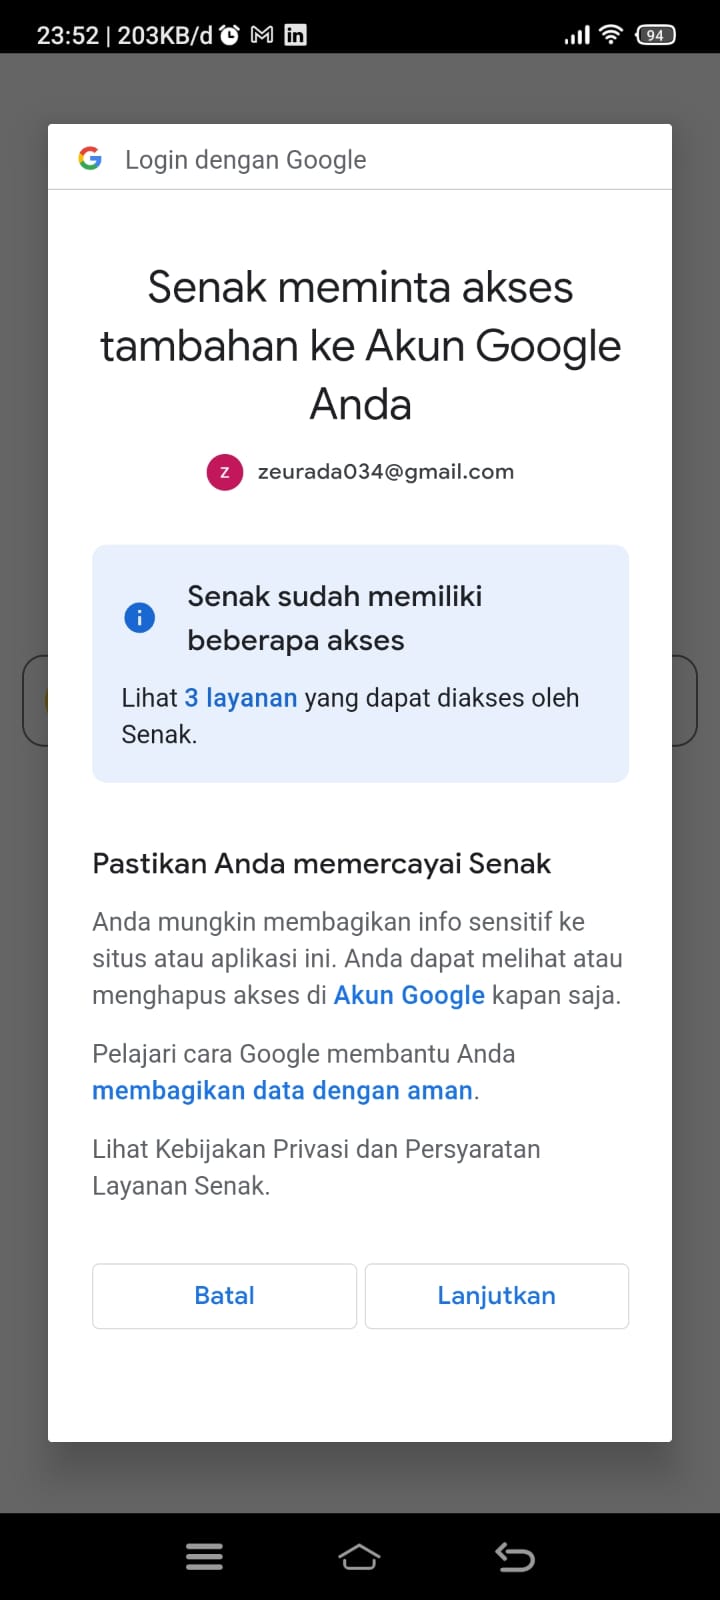 23:52 | 203KB/d
94
Login dengan Google
Senak meminta akses
tambahan ke Akun Google
Anda
z zeurada034@gmail.com
Senak sudah memiliki
beberapa akses
Lihat 3 layanan yang dapat diakses oleh
Senak.
Pastikan Anda memercayai Senak
Anda mungkin membagikan info sensitif ke
situs atau aplikasi ini. Anda dapat melihat atau
menghapus akses di Akun Google kapan saja.
Pelajari cara Google membantu Anda
membagikan data dengan aman.
Lihat Kebijakan Privasi dan Persyaratan
Layanan Senak.
Batal
Lanjutkan